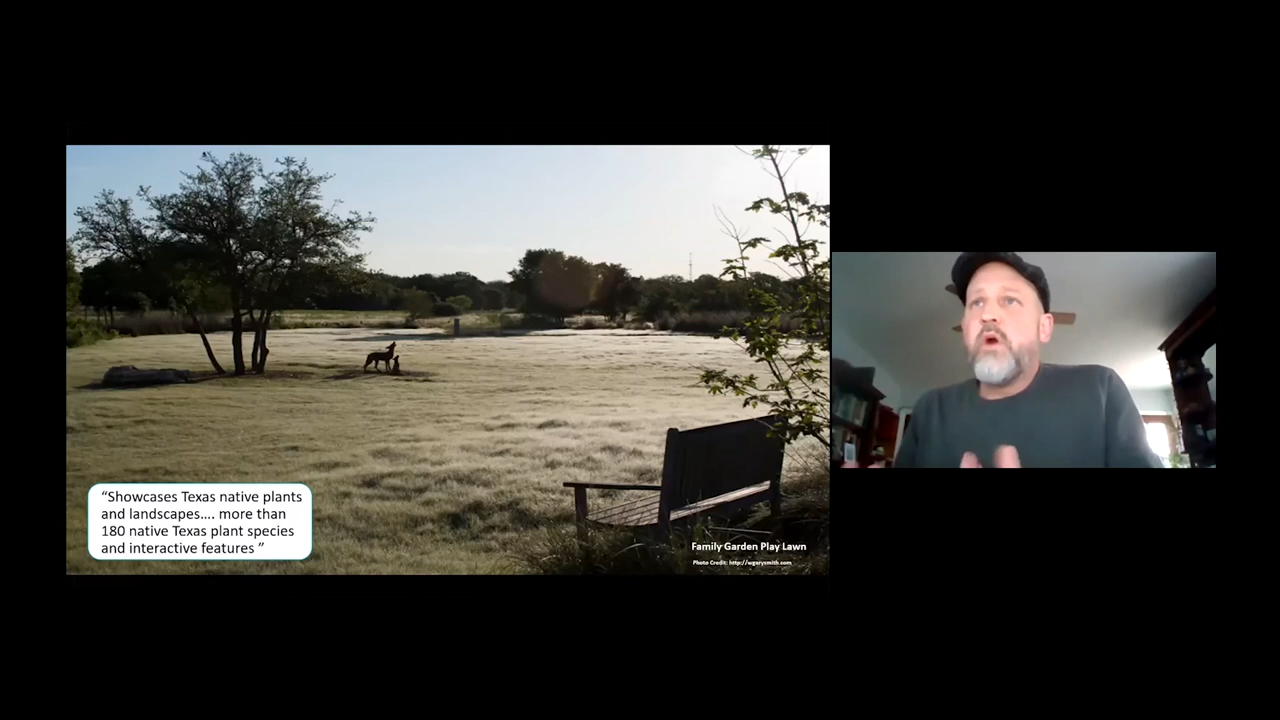 “Showcases Texas native plants
and landscapes.... more than
180 native Texas plant species
and interactive features ”
Family Garden Play Lawn
Photo Credit: http://wgarysmith.com